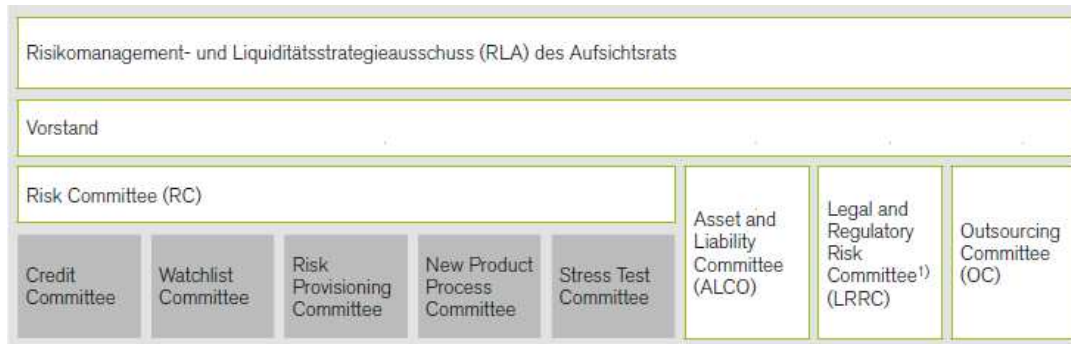 Risikomanagement- und Liquiditätsstrategieausschuss (RLA) des Aufsichtsrats
Vorstand
Risk Committee (RC)
Credit
Committee
Watchlist
Committee
Risk
Provisioning
Committee
New Product
Process
Committee
Stress Test
Committee
Asset and
Liability
Committee
(ALCO)
Legal and
Regulatory
Risk
Committee¹⁾
(LRRC)
Outsourcing
Committee
(OC)